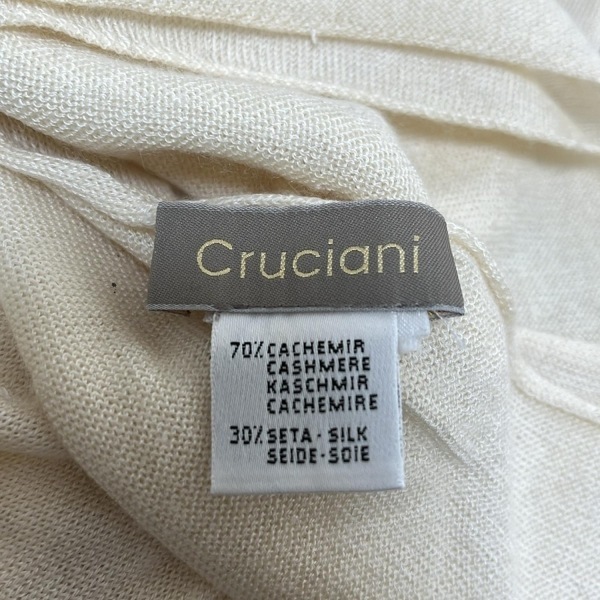 Cruciani
70% CACHEMIR
CASHMERE
KASCHMIR
CACHEMIRE
30% SETA - SILK
SEIDE-SOIE